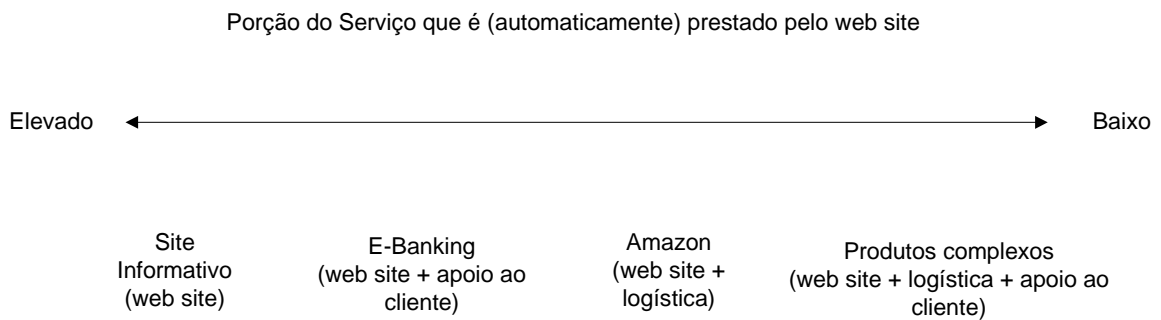 Porção do Serviço que é (automaticamente) prestado pelo web site
Elevado
Baixo
Site
Informativo
(web site)
E-Banking
(web site + apoio ao
cliente)
Amazon
(web site +
logística)
Produtos complexos
(web site + logística + apoio ao
cliente)